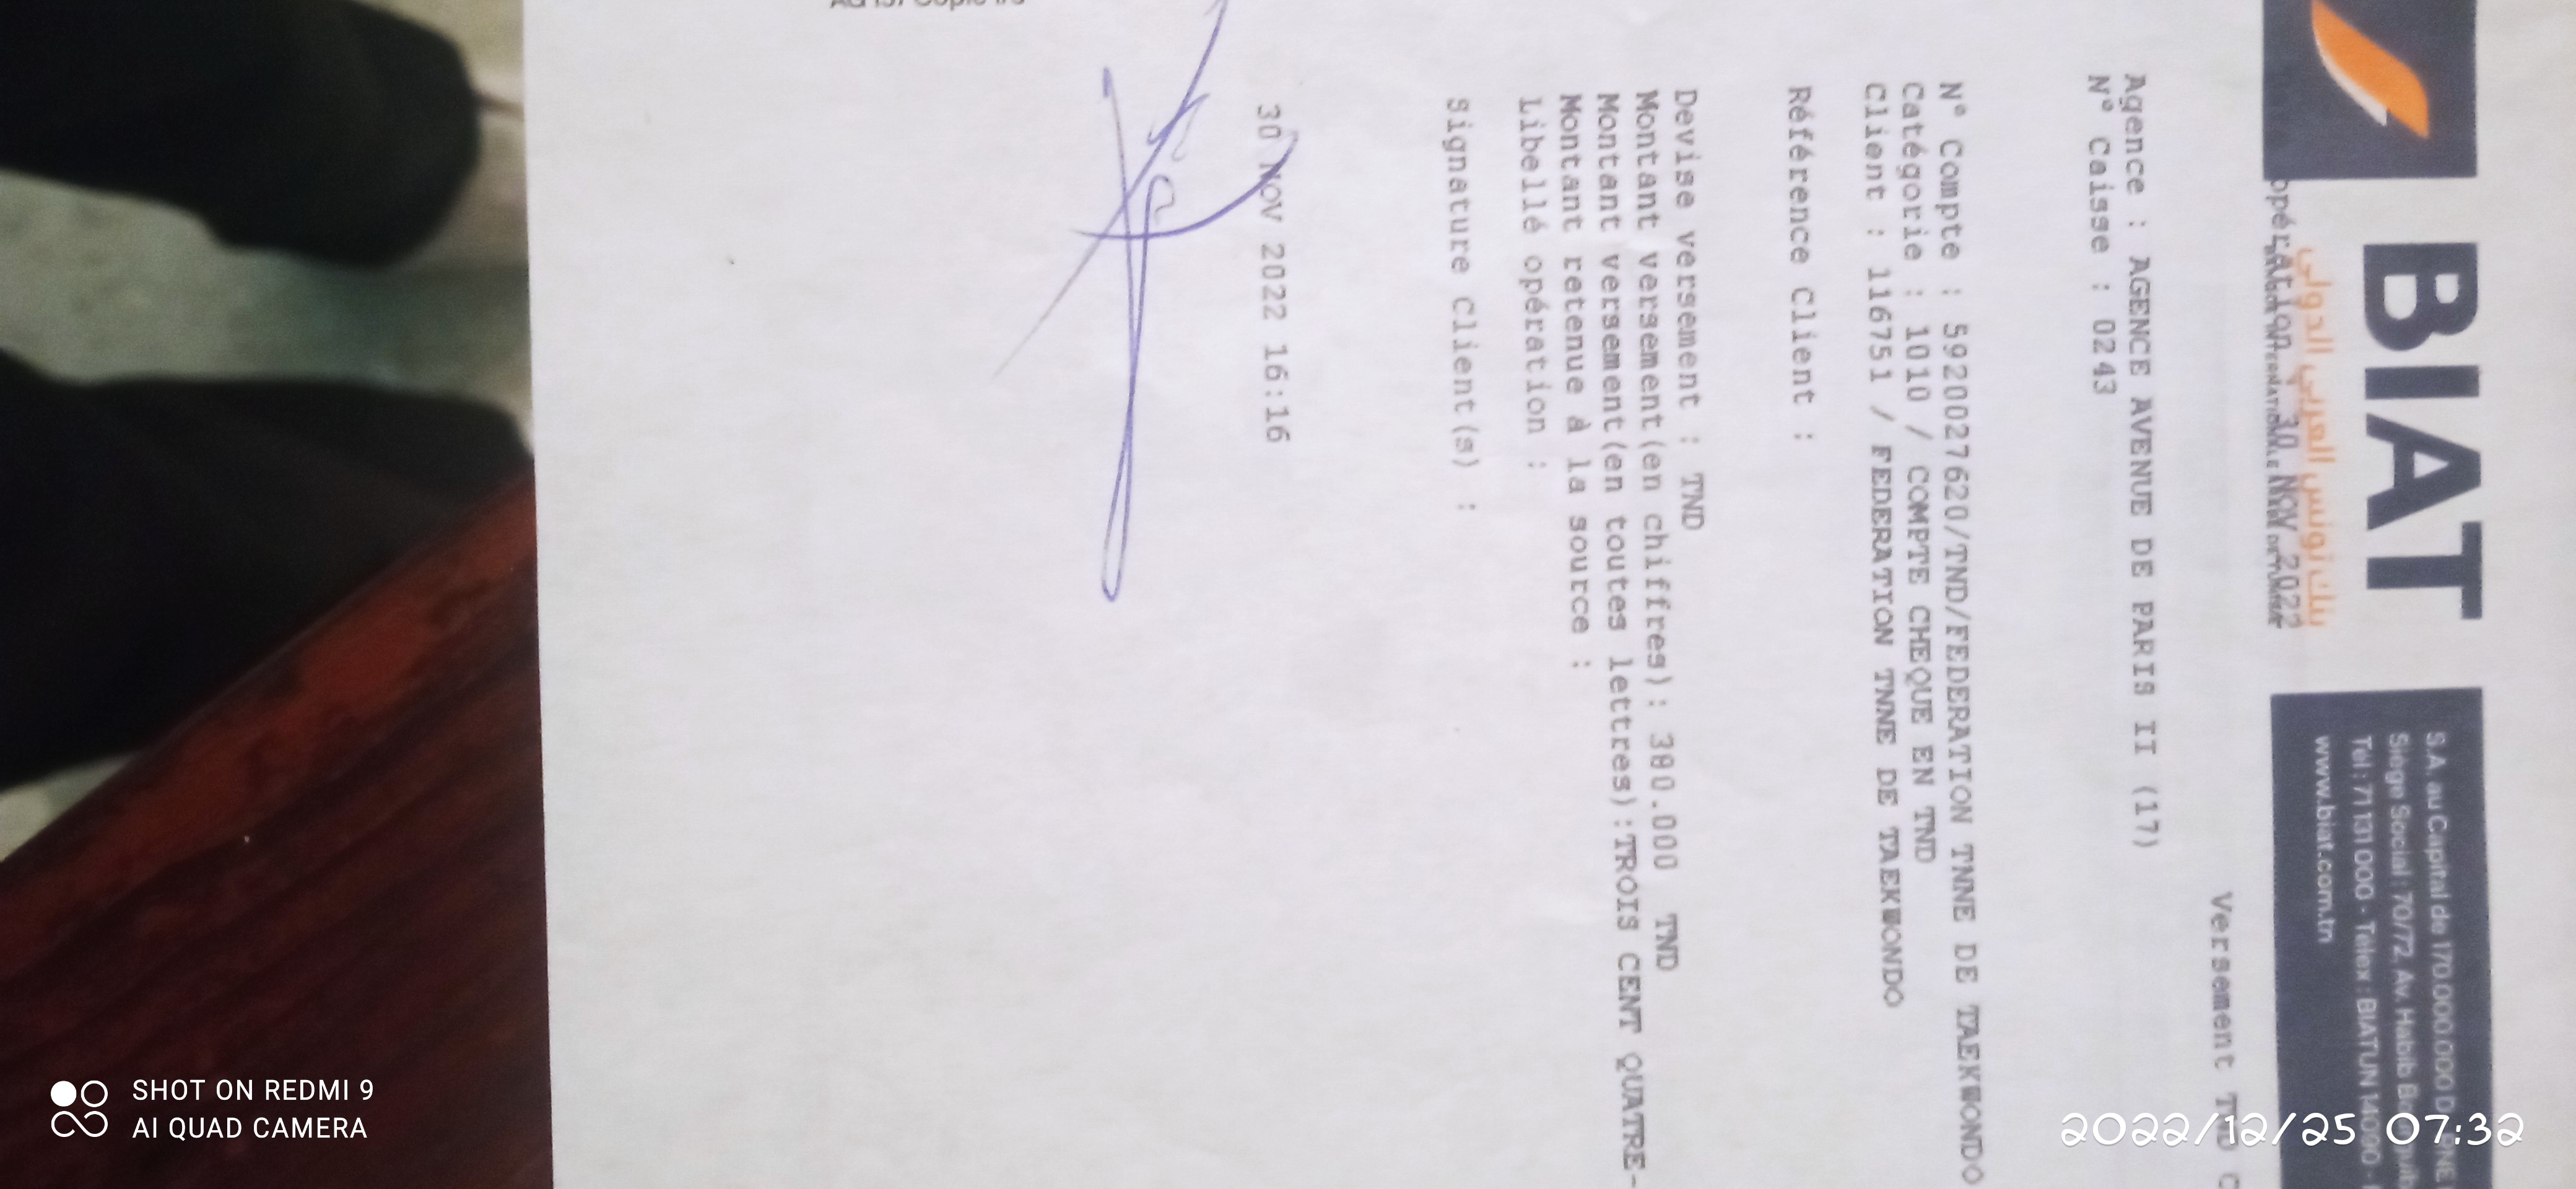 BIAT
بنك تونس العربي الدولي
S.A. au Capital de 170.000.000 D
Siège Social : 70/72, Av. Habib
Tél : 71 131 000 - Télex : BIATUN 14090 -
www.biat.com.tn
opération : 30 NOV 2022
Versement TND C
Agence : AGENCE AVENUE DE PARIS II (17)
N° Caisse : 0243
N° Compte : 5920027620/TND/FEDERATION TNNE DE TAEKWONDO
Catégorie : 1010 / COMPTE CHEQUE EN TND
Client : 116751 / FEDERATION TNNE DE TAEKWONDO
Référence Client :
Devise versement : TND
Montant versement(en chiffres): 380.000 TND
Montant versement(en toutes lettres):TROIS CENT QUATRE-
Montant retenue à la source :
Libellé opération :
Signature Client(s) :
30 NOV 2022 16:16
SHOT ON REDMI 9
AI QUAD CAMERA
2022/12/25 07:32